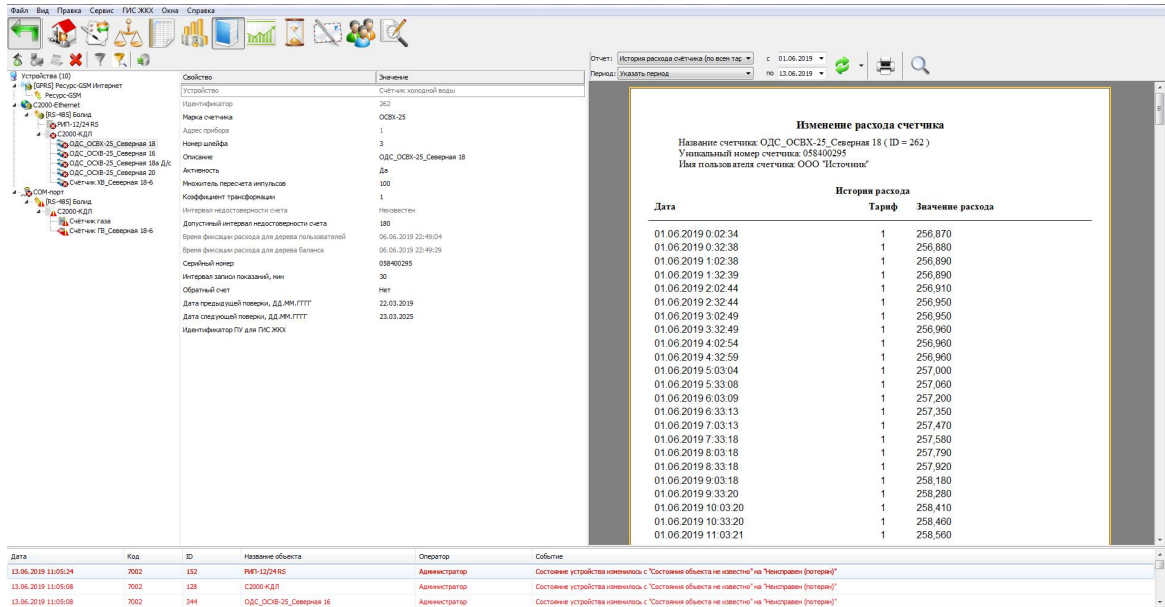 Файл Вид Правка Сервис ГИС ЖКХ Окна Справка
Отчет: История расхода счётчика (по всем тар с 01.06.2019
Период: Указать период по 13.06.2019
Устройства (10)
[GPRS] Ресурс-GSM Интернет
Ресурс-GSM
C2000-Ethernet
[RS-485] Болид
РИП-12/24 RS
С2000-КДЛ
ОДС_ОСВХ-25_Северная 18
ОДС_ОСХВ-25_Северная 16
ОДС_ОСХВ-25_Северная 18а Д/с
ОДС_ОСХВ-25_Северная 20
Счётчик ХВ_Северная 18-6
COM-порт
[RS-485] Болид
С2000-КДЛ
Счётчик газа
Счётчик ГВ_Северная 18-6
Свойство Значение
Устройство Счётчик холодной воды
Идентификатор 262
Марка счетчика ОСВХ-25
Адрес прибора 1
Номер шлейфа 3
Описание ОДС_ОСВХ-25_Северная 18
Активность Да
Множитель пересчета импульсов 100
Коэффициент трансформации 1
Интервал недостоверности счета Неизвестен
Допустимый интервал недостоверности счета 180
Время фиксации расхода для дерева пользователей 06.06.2019 22:49:04
Время фиксации расхода для дерева баланса 06.06.2019 22:49:29
Серийный номер 058400295
Интервал записи показаний, мин 30
Обратный счет Нет
Дата предыдущей поверки, ДД.ММ.ГГГГ 22.03.2019
Дата следующей поверки, ДД.ММ.ГГГГ 23.03.2025
Идентификатор ПУ для ГИС ЖКХ
Изменение расхода счетчика
Название счетчика: ОДС_ОСВХ-25_Северная 18 ( ID = 262 )
Уникальный номер счетчика: 058400295
Имя пользователя счетчика: ООО "Источник"
История расхода
Дата Тариф Значение расхода
01.06.2019 0:02:34 1 256,870
01.06.2019 0:32:38 1 256,880
01.06.2019 1:02:38 1 256,890
01.06.2019 1:32:39 1 256,890
01.06.2019 2:02:44 1 256,910
01.06.2019 2:32:44 1 256,950
01.06.2019 3:02:49 1 256,950
01.06.2019 3:32:49 1 256,960
01.06.2019 4:02:54 1 256,960
01.06.2019 4:32:59 1 256,960
01.06.2019 5:03:04 1 257,000
01.06.2019 5:33:08 1 257,060
01.06.2019 6:03:09 1 257,200
01.06.2019 6:33:13 1 257,350
01.06.2019 7:03:13 1 257,470
01.06.2019 7:33:18 1 257,580
01.06.2019 8:03:18 1 257,790
01.06.2019 8:33:18 1 257,920
01.06.2019 9:03:18 1 258,180
01.06.2019 9:33:20 1 258,280
01.06.2019 10:03:20 1 258,410
01.06.2019 10:33:20 1 258,460
01.06.2019 11:03:21 1 258,560
Дата Код ID Название объекта Оператор Событие
13.06.2019 11:05:24 7002 152 РИП-12/24 RS Администратор Состояние устройства изменилось с "Состояния объекта не известно" на "Неисправен (потерян)"
13.06.2019 11:05:08 7002 128 С2000-КДЛ Администратор Состояние устройства изменилось с "Состояния объекта не известно" на "Неисправен (потерян)"
13.06.2019 11:05:08 7002 344 ОДС_ОСХВ-25_Северная 16 Администратор Состояние устройства изменилось с "Состояния объекта не известно" на "Неисправен (потерян)"